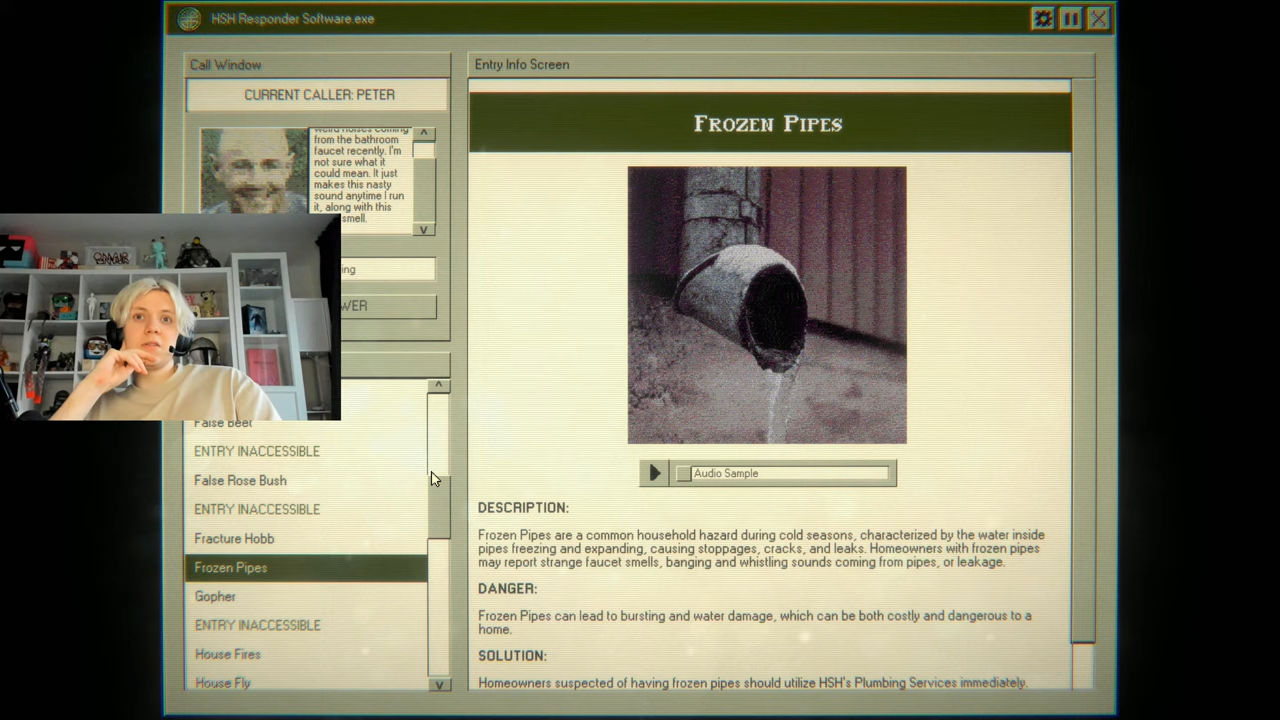 HSH Responder Software.exe
Call Window
CURRENT CALLER: PETER
weird noises coming
from the bathroom
faucet recently. I'm
not sure what it
could mean. It just
makes this nasty
sound anytime I run
it, along with this
smell.
False Beet
ENTRY INACCESSIBLE
False Rose Bush
ENTRY INACCESSIBLE
Fracture Hobb
Frozen Pipes
Gopher
ENTRY INACCESSIBLE
House Fires
House Fly
Entry Info Screen
Frozen Pipes
Audio Sample
DESCRIPTION:
Frozen Pipes are a common household hazard during cold seasons, characterized by the water inside
pipes freezing and expanding, causing stoppages, cracks, and leaks. Homeowners with frozen pipes
may report strange faucet smells, banging and whistling sounds coming from pipes, or leakage.
DANGER:
Frozen Pipes can lead to bursting and water damage, which can be both costly and dangerous to a
home.
SOLUTION:
Homeowners suspected of having frozen pipes should utilize HSH's Plumbing Services immediately.